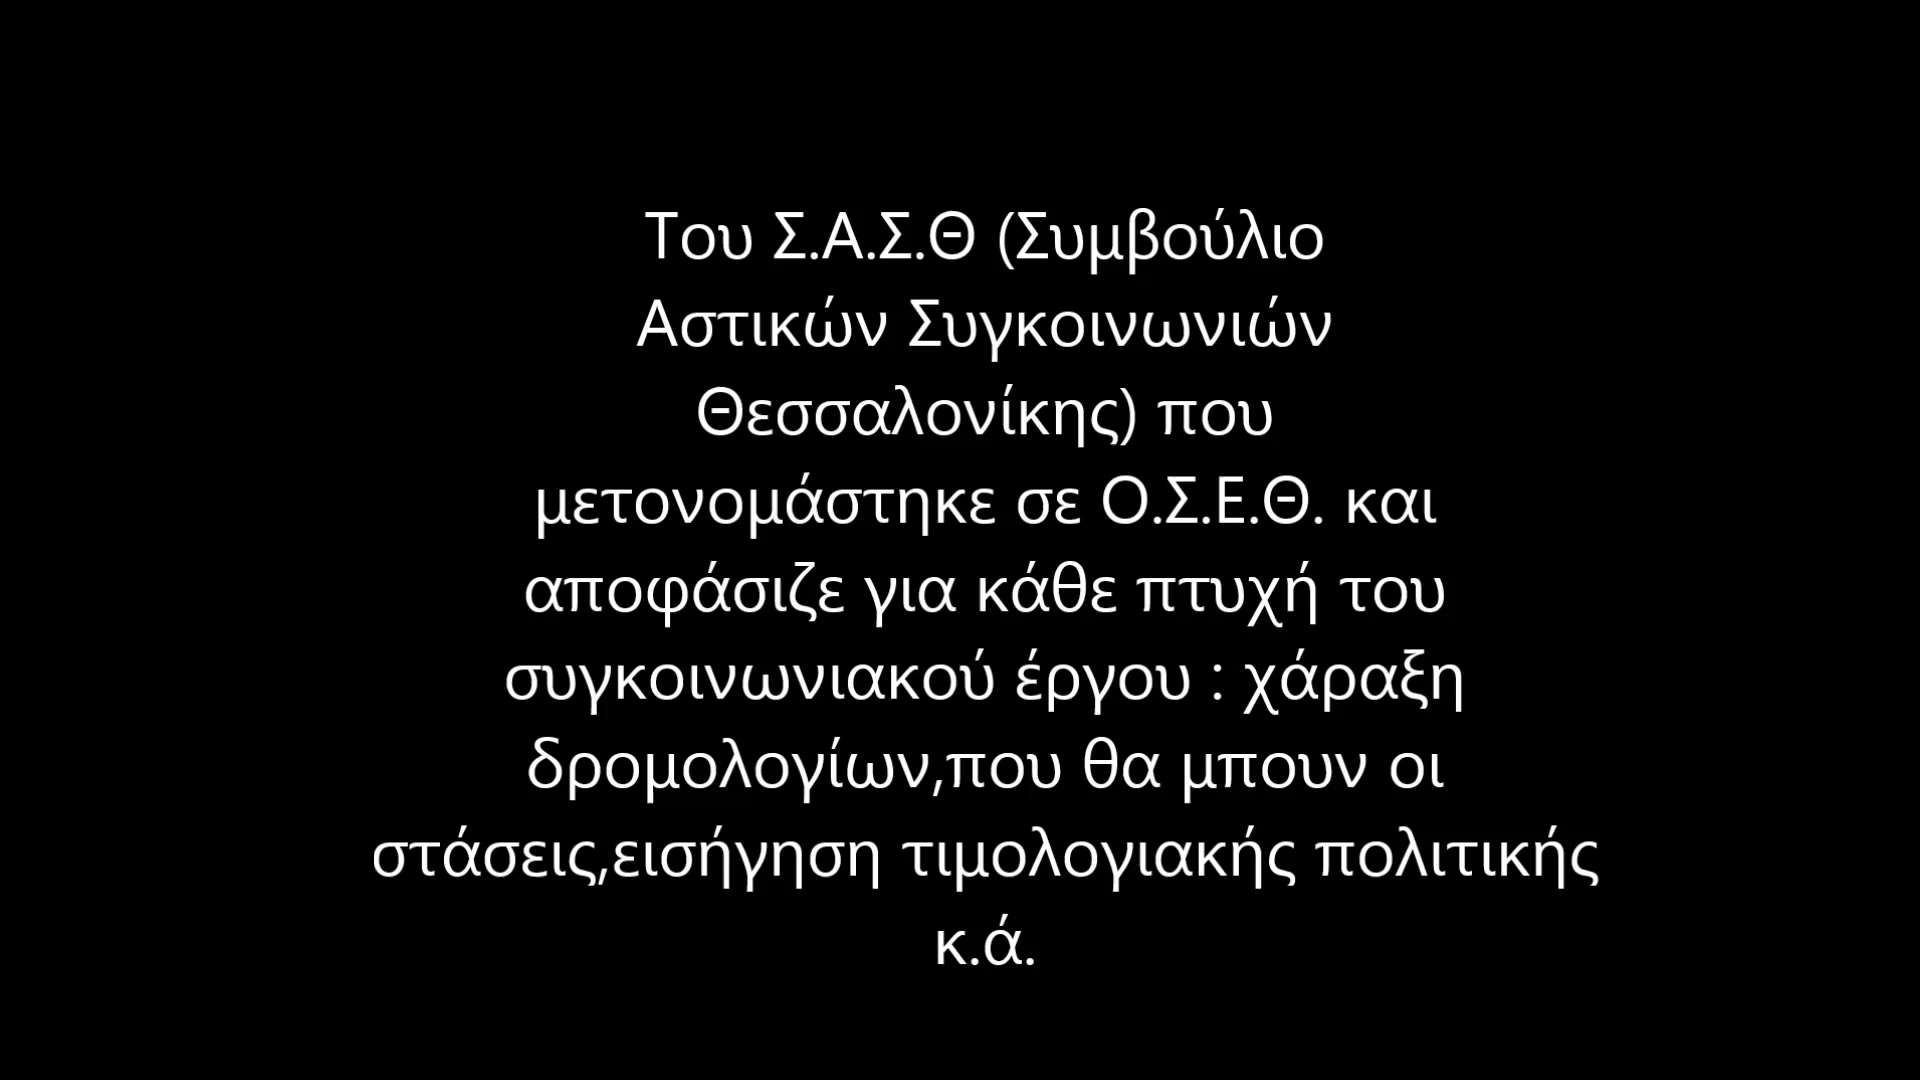 Του Σ.Α.Σ.Θ (Συμβούλιο
Αστικών Συγκοινωνιών
Θεσσαλονίκης) που
μετονομάστηκε σε Ο.Σ.Ε.Θ. και
αποφάσιζε για κάθε πτυχή του
συγκοινωνιακού έργου : χάραξη
δρομολογίων,που θα μπουν οι
στάσεις,εισήγηση τιμολογιακής πολιτικής
κ.ά.